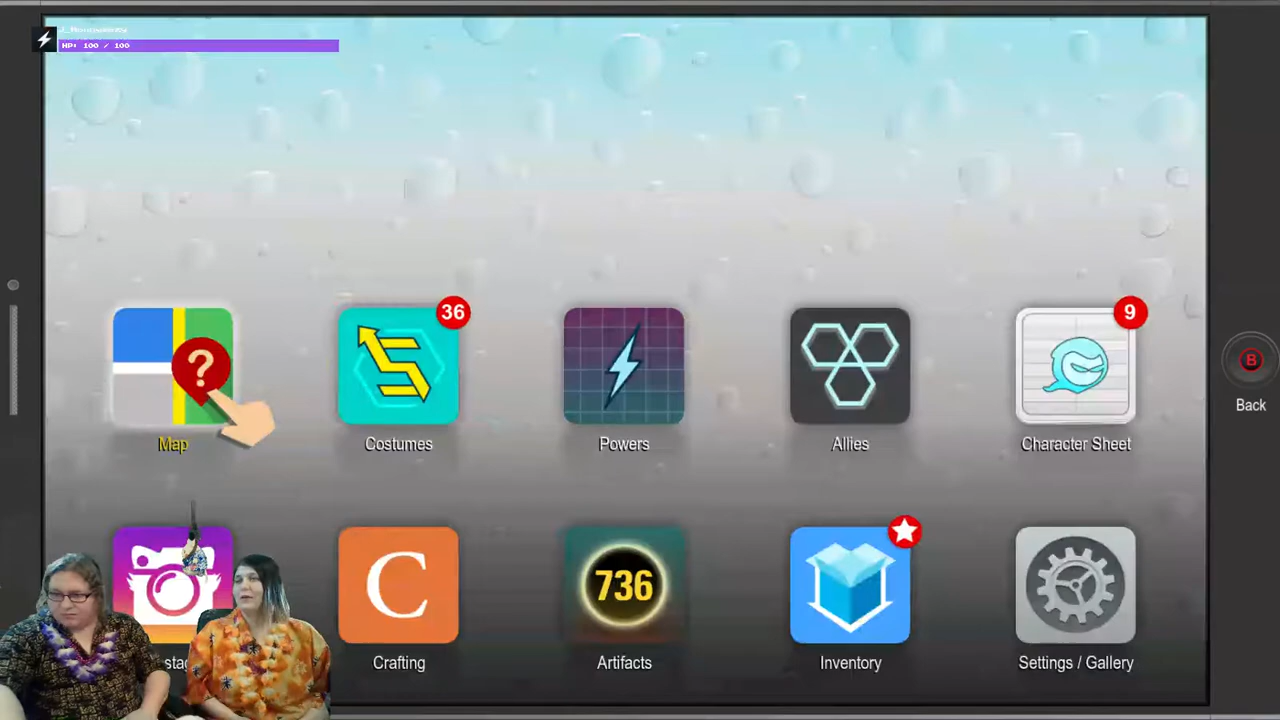 HP: 100 / 100
36
9
?
B
Back
Map
Costumes
Powers
Allies
Character Sheet
C
736
Crafting
Artifacts
Inventory
Settings / Gallery